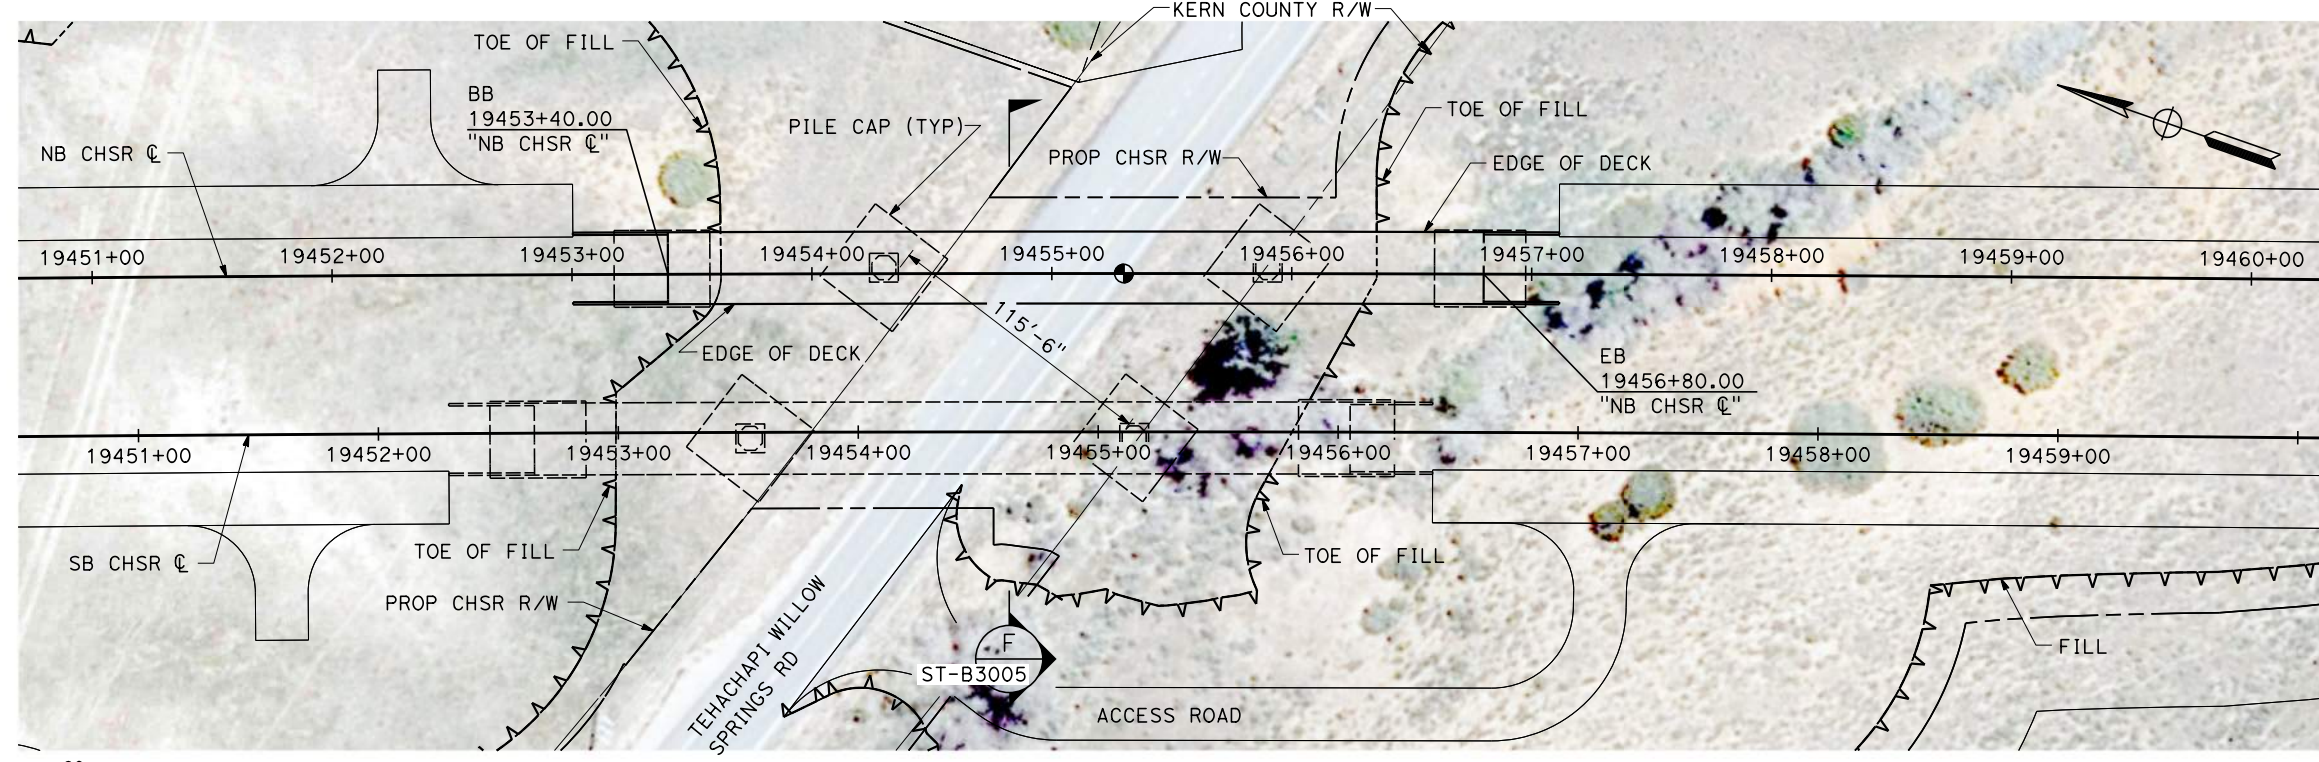 KERN COUNTY R/W
TOE OF FILL
BB
19453+40.00
"NB CHSR ℄"
PILE CAP (TYP)
TOE OF FILL
NB CHSR ℄
PROP CHSR R/W
EDGE OF DECK
19451+00
19452+00
19453+00
19454+00
19455+00
19456+00
19457+00
19458+00
19459+00
19460+00
115'-6"
EDGE OF DECK
EB
19456+80.00
"NB CHSR ℄"
19451+00
19452+00
19453+00
19454+00
19455+00
19456+00
19457+00
19458+00
19459+00
TOE OF FILL
TOE OF FILL
SB CHSR ℄
PROP CHSR R/W
TEHACHAPI WILLOW
SPRINGS RD
F
ST-B3005
FILL
ACCESS ROAD